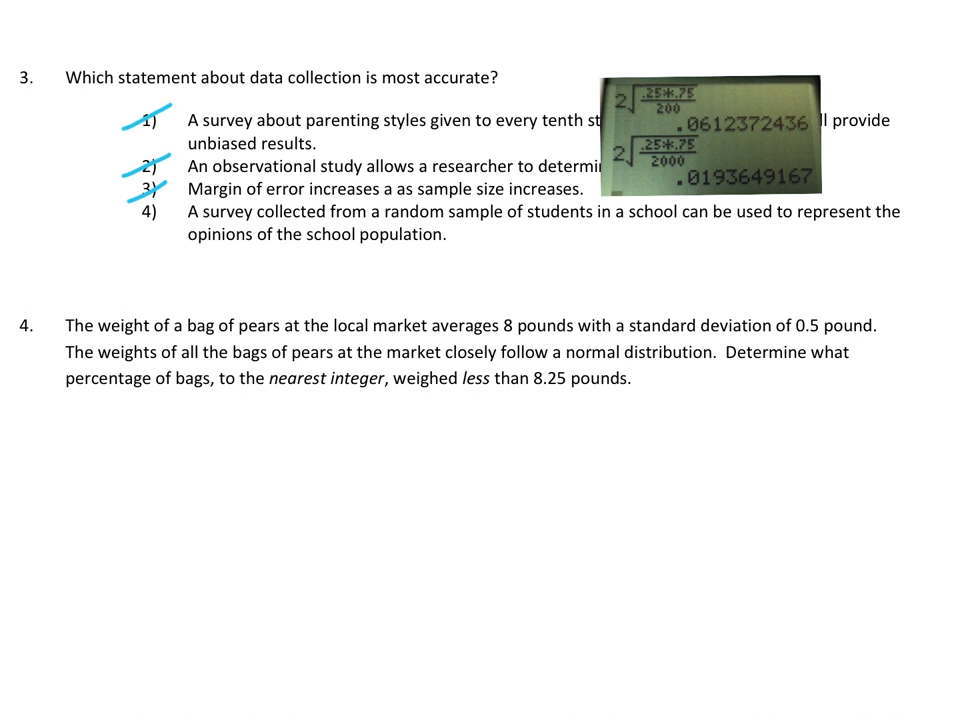 3. Which statement about data collection is most accurate?
1) A survey about parenting styles given to every tenth st
ll provide
unbiased results.
2) An observational study allows a researcher to
3) Margin of error increases a as sample size increases.
4) A survey collected from a random sample of students in a school can be used to represent the
opinions of the school population.
2√.25*.75/200
.0612372436
2√.25*.75/2000
.0193649167
4. The weight of a bag of pears at the local market averages 8 pounds with a standard deviation of 0.5 pound.
The weights of all the bags of pears at the market closely follow a normal distribution. Determine what
percentage of bags, to the nearest integer, weighed less than 8.25 pounds.